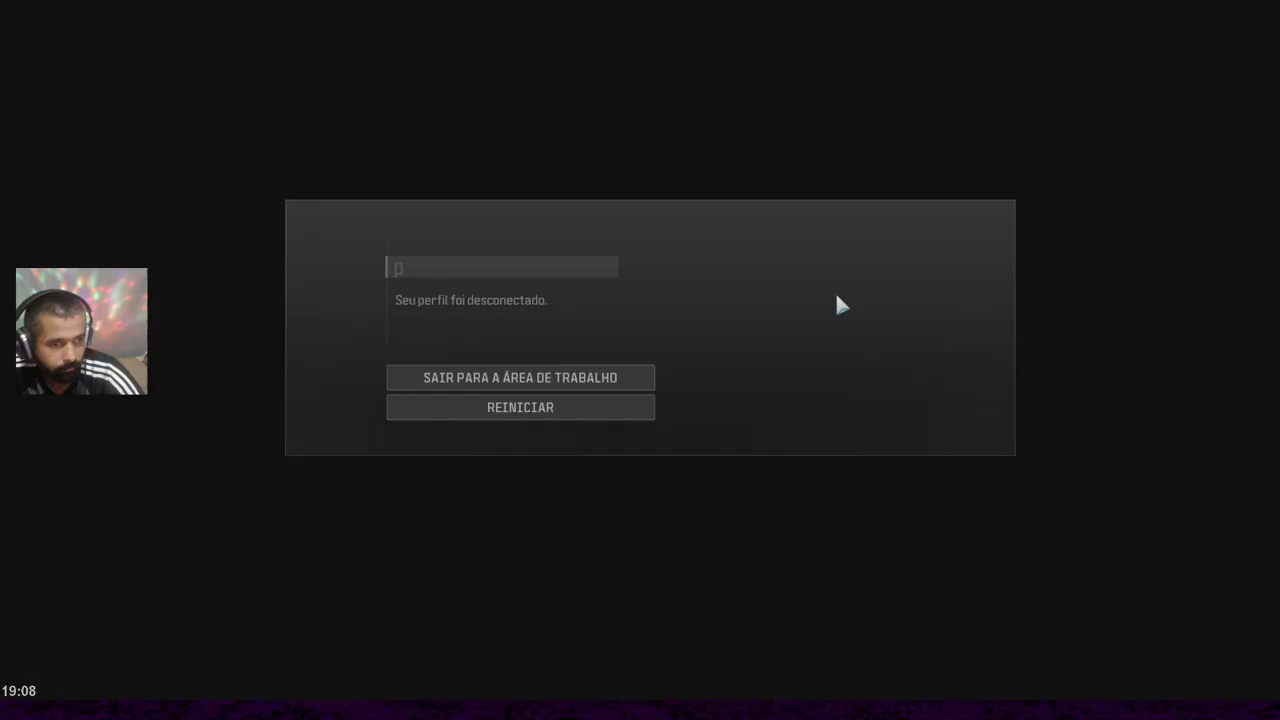 p
Seu perfil foi desconectado.
SAIR PARA A ÁREA DE TRABALHO
REINICIAR
19:08